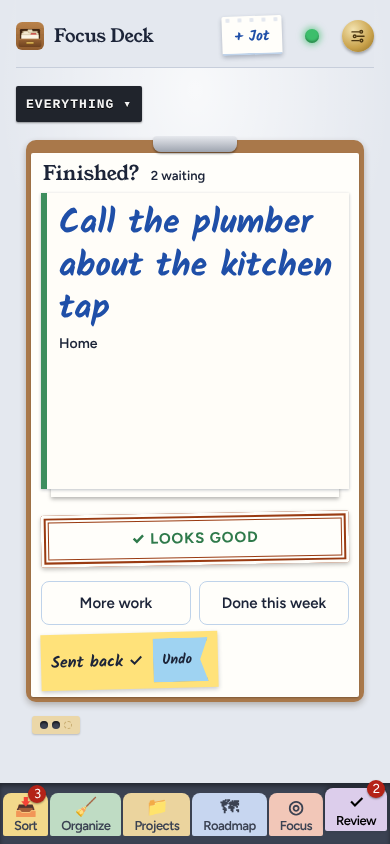 Focus Deck
+ Jot
EVERYTHING ▾
Finished? 2 waiting
Call the plumber
about the kitchen
tap
Home
✓ LOOKS GOOD
More work
Done this week
Sent back ✓
Undo
3
2
Sort
Organize
Projects
Roadmap
Focus
Review